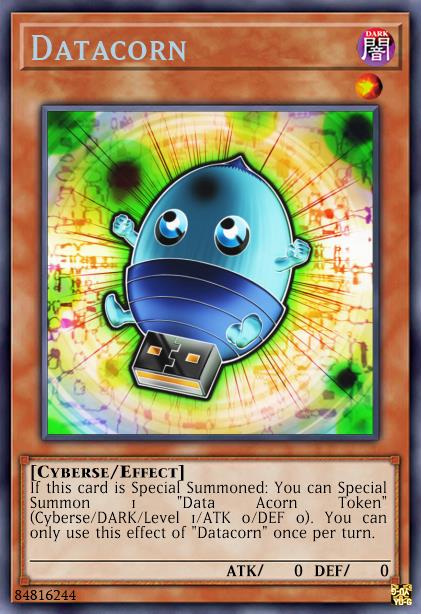 Datacorn
DARK
闇
[Cyberse/Effect]
If this card is Special Summoned: You can Special
Summon 1 "Data Acorn Token"
(Cyberse/DARK/Level 1/ATK 0/DEF 0). You can
only use this effect of "Datacorn" once per turn.
ATK/ 0 DEF/ 0
84816244